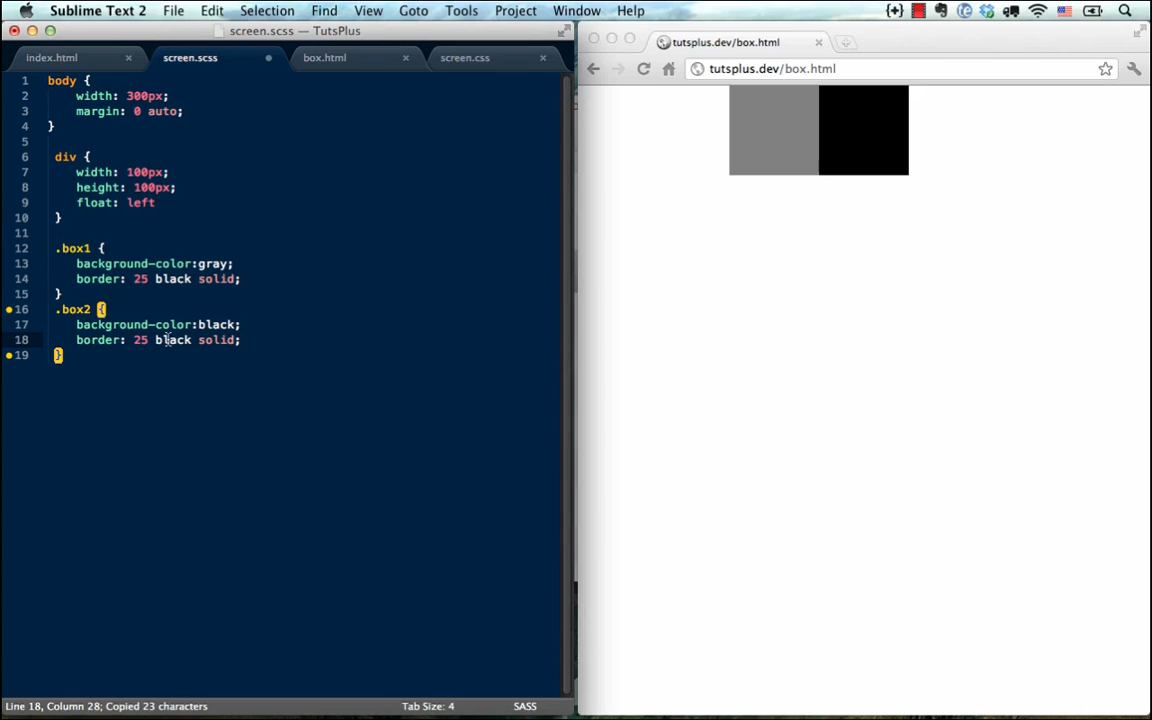 Sublime Text 2 File Edit Selection Find View Goto Tools Project Window Help
screen.scss — TutsPlus
index.html screen.scss box.html screen.css
1 body {
2 width: 300px;
3 margin: 0 auto;
4 }
5
6 div {
7 width: 100px;
8 height: 100px;
9 float: left
10 }
11
12 .box1 {
13 background-color:gray;
14 border: 25 black solid;
15 }
16 .box2 {
17 background-color:black;
18 border: 25 black solid;
19 }
Line 18, Column 28; Copied 23 characters Tab Size: 4 SASS
tutsplus.dev/box.html
tutsplus.dev/box.html